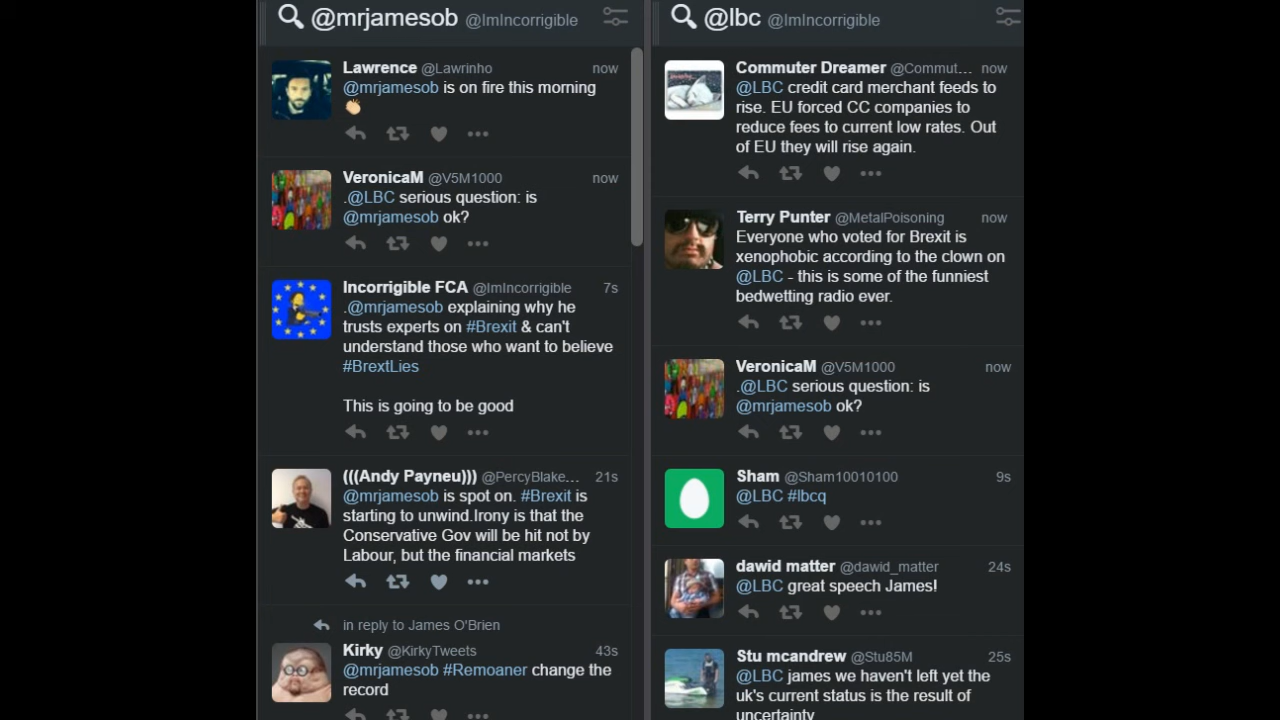 @mrjamesob @ImIncorrigible
Lawrence @Lawrinho now
@mrjamesob is on fire this morning
VeronicaM @V5M1000 now
.@LBC serious question: is
@mrjamesob ok?
Incorrigible FCA @ImIncorrigible 7s
.@mrjamesob explaining why he
trusts experts on #Brexit & can't
understand those who want to believe
#BrextLies
This is going to be good
(((Andy Payneu))) @PercyBlake... 21s
@mrjamesob is spot on. #Brexit is
starting to unwind.Irony is that the
Conservative Gov will be hit not by
Labour, but the financial markets
in reply to James O'Brien
Kirky @KirkyTweets 43s
@mrjamesob #Remoaner change the
record
@lbc @ImIncorrigible
Commuter Dreamer @Commut... now
@LBC credit card merchant feeds to
rise. EU forced CC companies to
reduce fees to current low rates. Out
of EU they will rise again.
Terry Punter @MetalPoisoning now
Everyone who voted for Brexit is
xenophobic according to the clown on
@LBC - this is some of the funniest
bedwetting radio ever.
VeronicaM @V5M1000 now
.@LBC serious question: is
@mrjamesob ok?
Sham @Sham10010100 9s
@LBC #lbcq
dawid matter @dawid_matter 24s
@LBC great speech James!
Stu mcandrew @Stu85M 25s
@LBC james we haven't left yet the
uk's current status is the result of
uncertainty